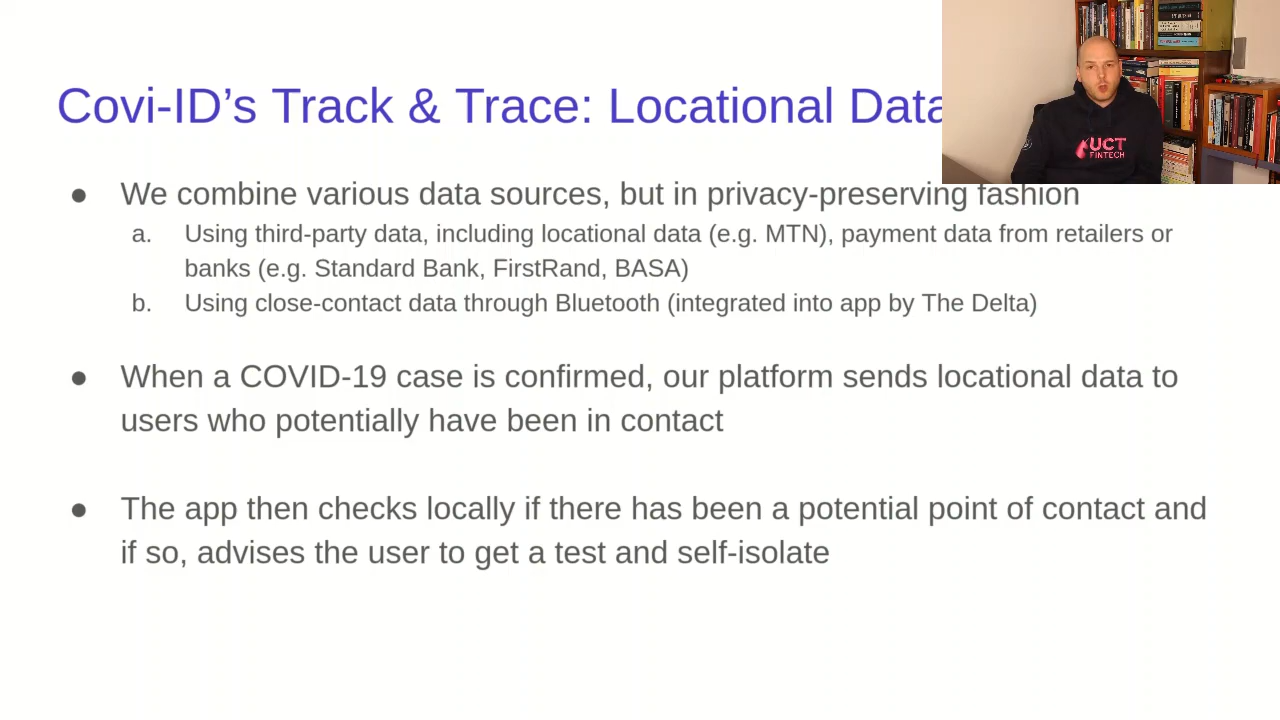 Covi-ID’s Track & Trace: Locational Data
● We combine various data sources, but in privacy-preserving fashion
a. Using third-party data, including locational data (e.g. MTN), payment data from retailers or
banks (e.g. Standard Bank, FirstRand, BASA)
b. Using close-contact data through Bluetooth (integrated into app by The Delta)
● When a COVID-19 case is confirmed, our platform sends locational data to
users who potentially have been in contact
● The app then checks locally if there has been a potential point of contact and
if so, advises the user to get a test and self-isolate
UCT
FINTECH